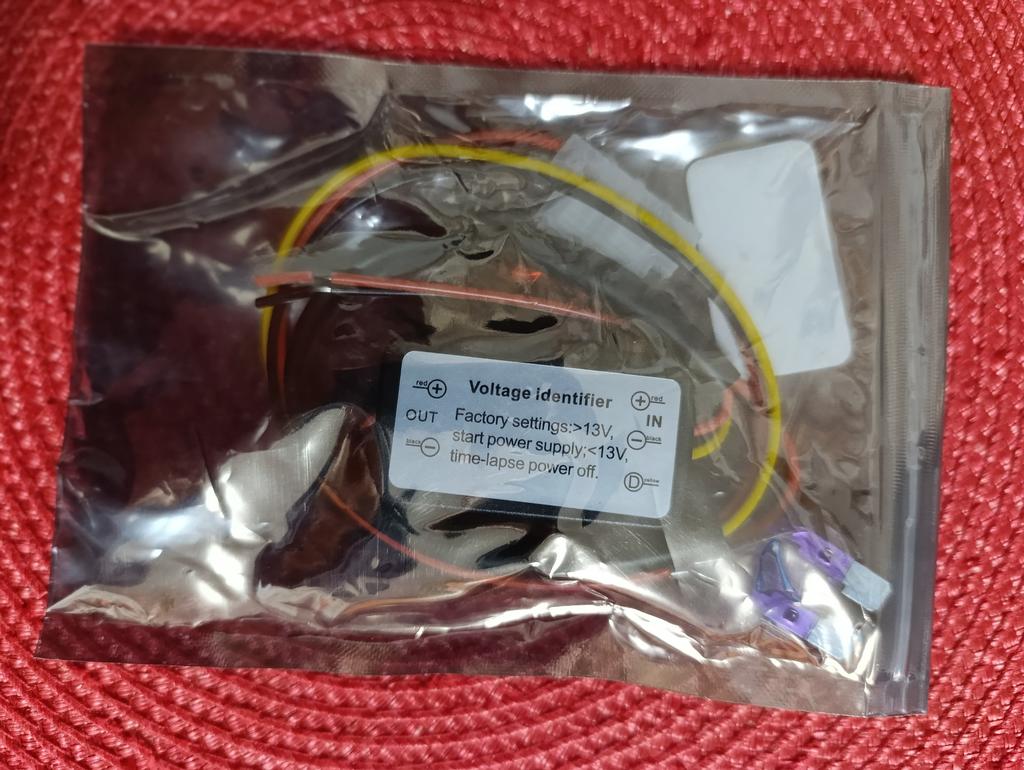 Voltage identifier
red
+
OUT
black
−
Factory settings:>13V,
start power supply;<13V,
time-lapse power off.
+
red
IN
−
black
D
yellow